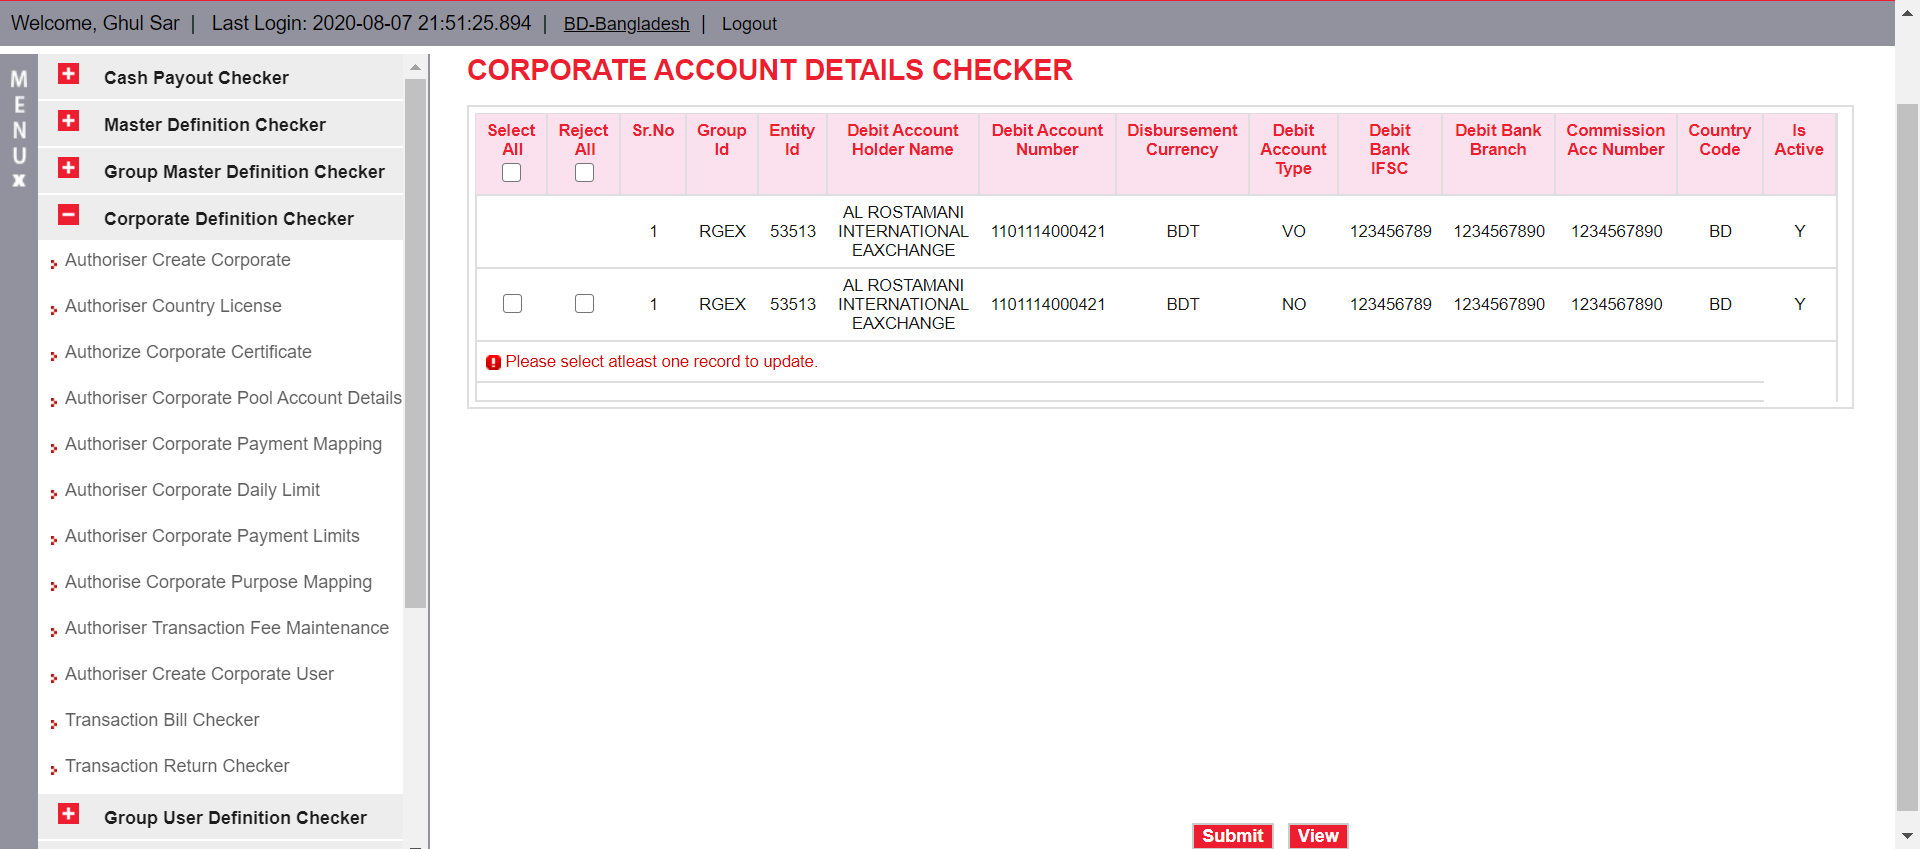 Welcome, Ghul Sar | Last Login: 2020-08-07 21:51:25.894 | BD-Bangladesh | Logout
MENU X
Cash Payout Checker
Master Definition Checker
Group Master Definition Checker
Corporate Definition Checker
Authoriser Create Corporate
Authoriser Country License
Authorize Corporate Certificate
Authoriser Corporate Pool Account Details
Authoriser Corporate Payment Mapping
Authoriser Corporate Daily Limit
Authoriser Corporate Payment Limits
Authorise Corporate Purpose Mapping
Authoriser Transaction Fee Maintenance
Authoriser Create Corporate User
Transaction Bill Checker
Transaction Return Checker
Group User Definition Checker
CORPORATE ACCOUNT DETAILS CHECKER
Select Reject Sr.No Group Entity Debit Account Debit Account Disbursement Debit Debit Debit Bank Commission Country Is
All All Id Id Holder Name Number Currency Account Bank Branch Acc Number Code Active
Type IFSC
AL ROSTAMANI
1 RGEX 53513 INTERNATIONAL 1101114000421 BDT VO 123456789 1234567890 1234567890 BD Y
EAXCHANGE
AL ROSTAMANI
1 RGEX 53513 INTERNATIONAL 1101114000421 BDT NO 123456789 1234567890 1234567890 BD Y
EAXCHANGE
Please select atleast one record to update.
Submit View